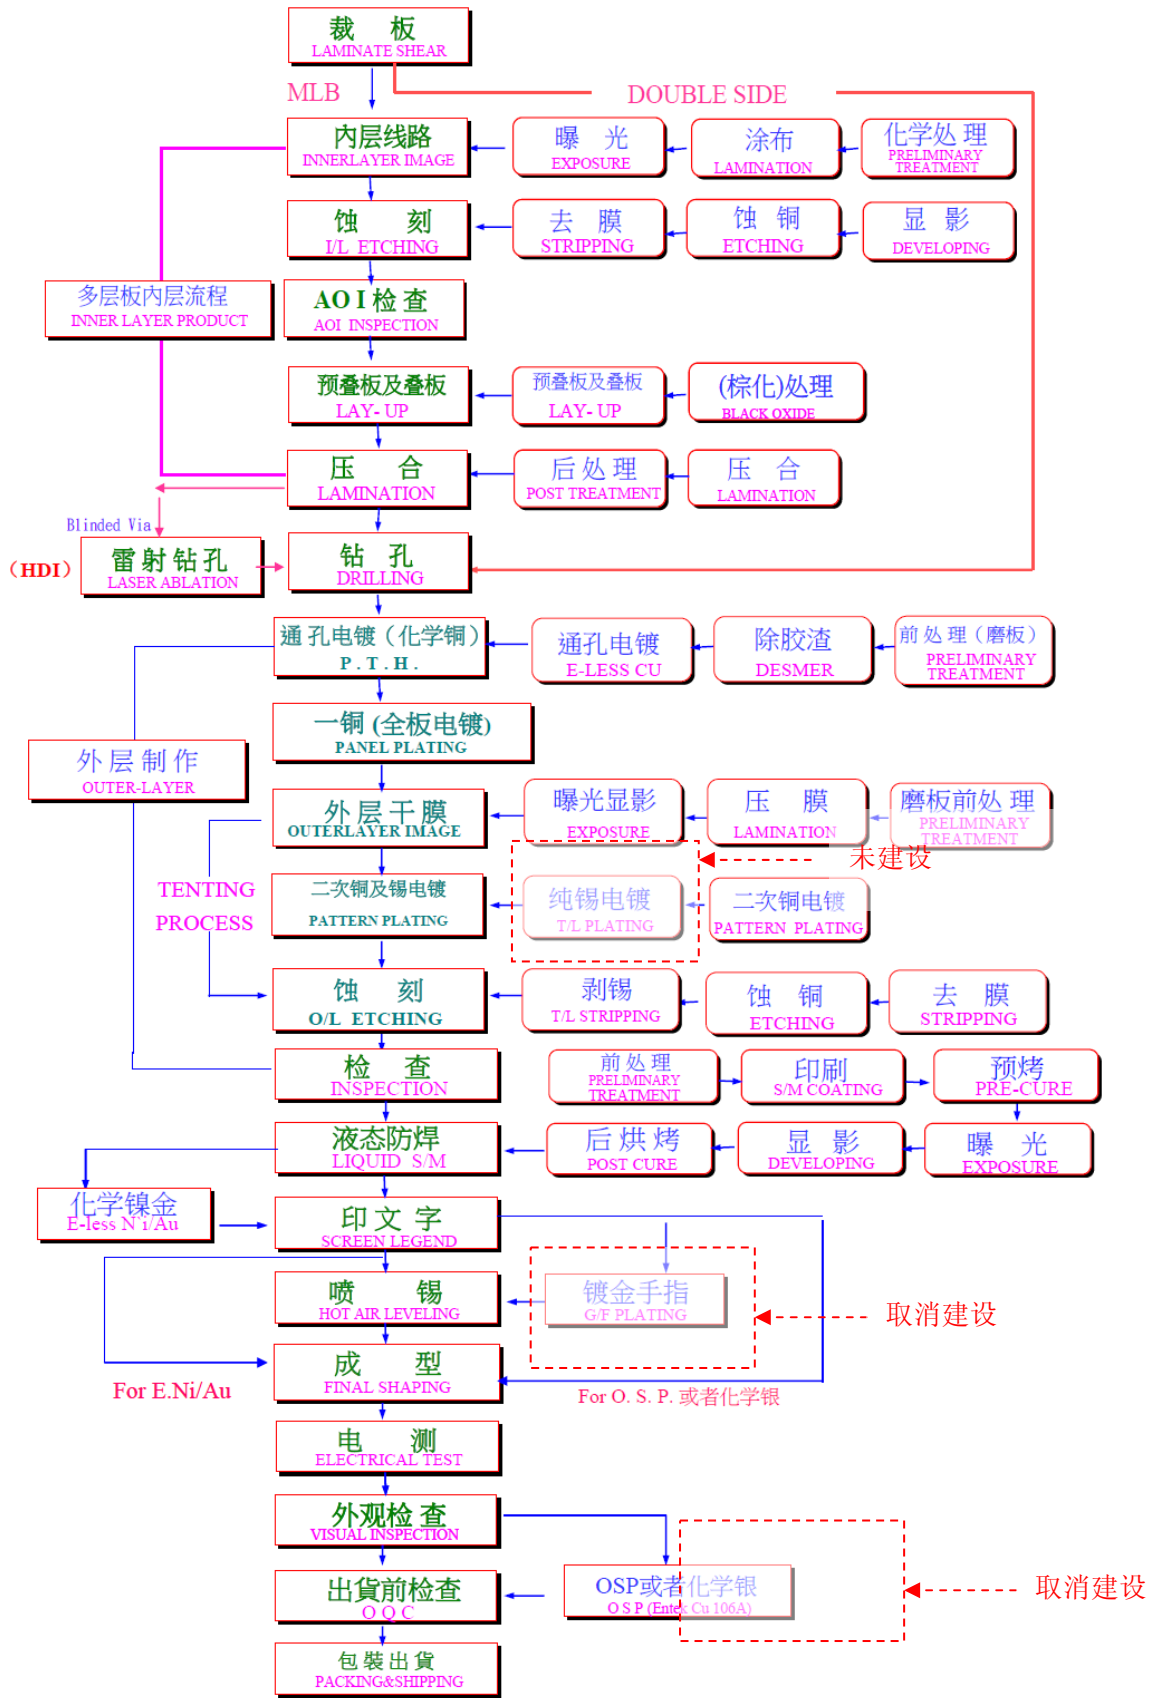 裁 板
LAMINATE SHEAR
MLB
DOUBLE SIDE
内层线路
INNERLAYER IMAGE
曝 光
EXPOSURE
涂布
LAMINATION
化学处 理
PRELIMINARY
TREATMENT
蚀 刻
I/L ETCHING
去 膜
STRIPPING
蚀 铜
ETCHING
显 影
DEVELOPING
多层板内层流程
INNER LAYER PRODUCT
AO I 检 查
AOI INSPECTION
预叠板及叠板
LAY- UP
预叠板及叠板
LAY- UP
(棕化)处理
BLACK OXIDE
压 合
LAMINATION
后 处 理
POST TREATMENT
压 合
LAMINATION
Blinded Via
（HDI）
雷 射 钻 孔
LASER ABLATION
钻 孔
DRILLING
通 孔电镀（化学铜）
P . T . H .
通孔电镀
E-LESS CU
除胶渣
DESMER
前 处 理（ 磨板）
PRELIMINARY
TREATMENT
一铜 (全板电镀)
PANEL PLATING
外 层 制 作
OUTER-LAYER
外 层 干 膜
OUTERLAYER IMAGE
曝光显影
EXPOSURE
压 膜
LAMINATION
磨板前处 理
PRELIMINARY
TREATMENT
未建设
TENTING
PROCESS
二次铜及锡电镀
PATTERN PLATING
纯锡电镀
T/L PLATING
二次铜电镀
PATTERN PLATING
蚀 刻
O/L ETCHING
剥锡
T/L STRIPPING
蚀 铜
ETCHING
去 膜
STRIPPING
检 查
INSPECTION
前 处 理
PRELIMINARY
TREATMENT
印刷
S/M COATING
预烤
PRE-CURE
液态防焊
LIQUID S/M
后 烘 烤
POST CURE
显 影
DEVELOPING
曝 光
EXPOSURE
化学镍金
E-less N`i/Au
印 文 字
SCREEN LEGEND
喷 锡
HOT AIR LEVELING
镀金手指
G/F PLATING
取消建设
成 型
FINAL SHAPING
For E.Ni/Au
For O. S. P. 或者化学银
电 测
ELECTRICAL TEST
外观检 查
VISUAL INSPECTION
出貨前检查
O Q C
OSP或者化学银
O S P (Entek Cu 106A)
取消建设
包 裝 出 貨
PACKING&SHIPPING